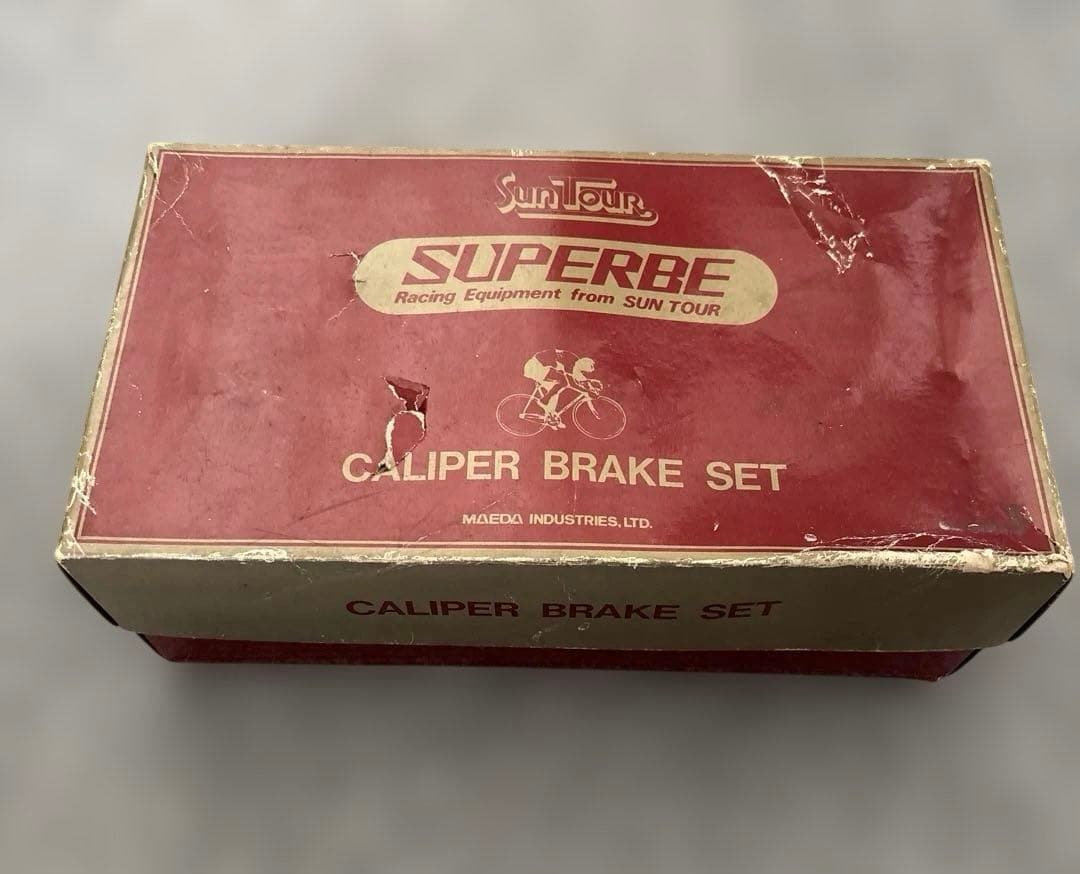 SunTour
SUPERBE
Racing Equipment from SUN TOUR
CALIPER BRAKE SET
MAEDA INDUSTRIES, LTD.
CALIPER BRAKE SET